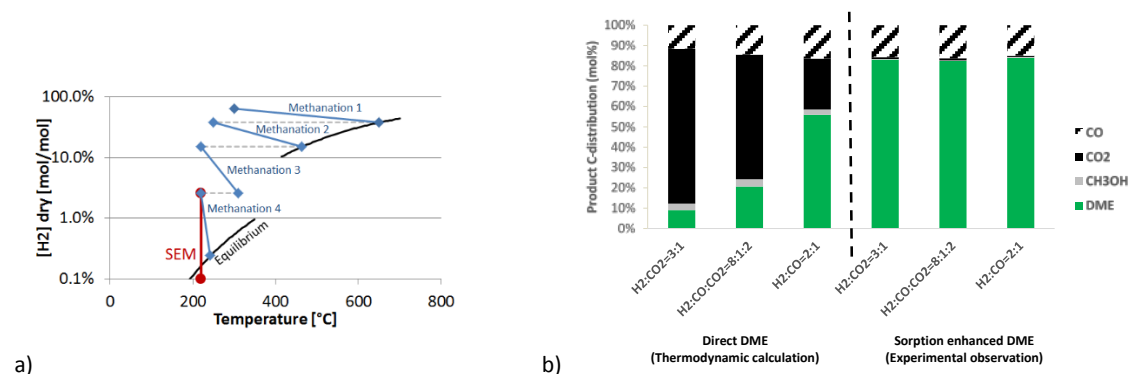 100.0%
10.0%
1.0%
0.1%
[H2] dry [mol/mol]
Methanation 1
Methanation 2
Methanation 3
Methanation 4
SEM
Equilibrium
0
200
400
600
800
Temperature [°C]
a)
100%
90%
80%
70%
60%
50%
40%
30%
20%
10%
0%
Product C-distribution (mol%)
CO
CO2
CH3OH
DME
H2:CO2=3:1
H2:CO:CO2=8:1:2
H2:CO=2:1
H2:CO2=3:1
H2:CO:CO2=8:1:2
H2:CO=2:1
Direct DME
(Thermodynamic calculation)
Sorption enhanced DME
(Experimental observation)
b)